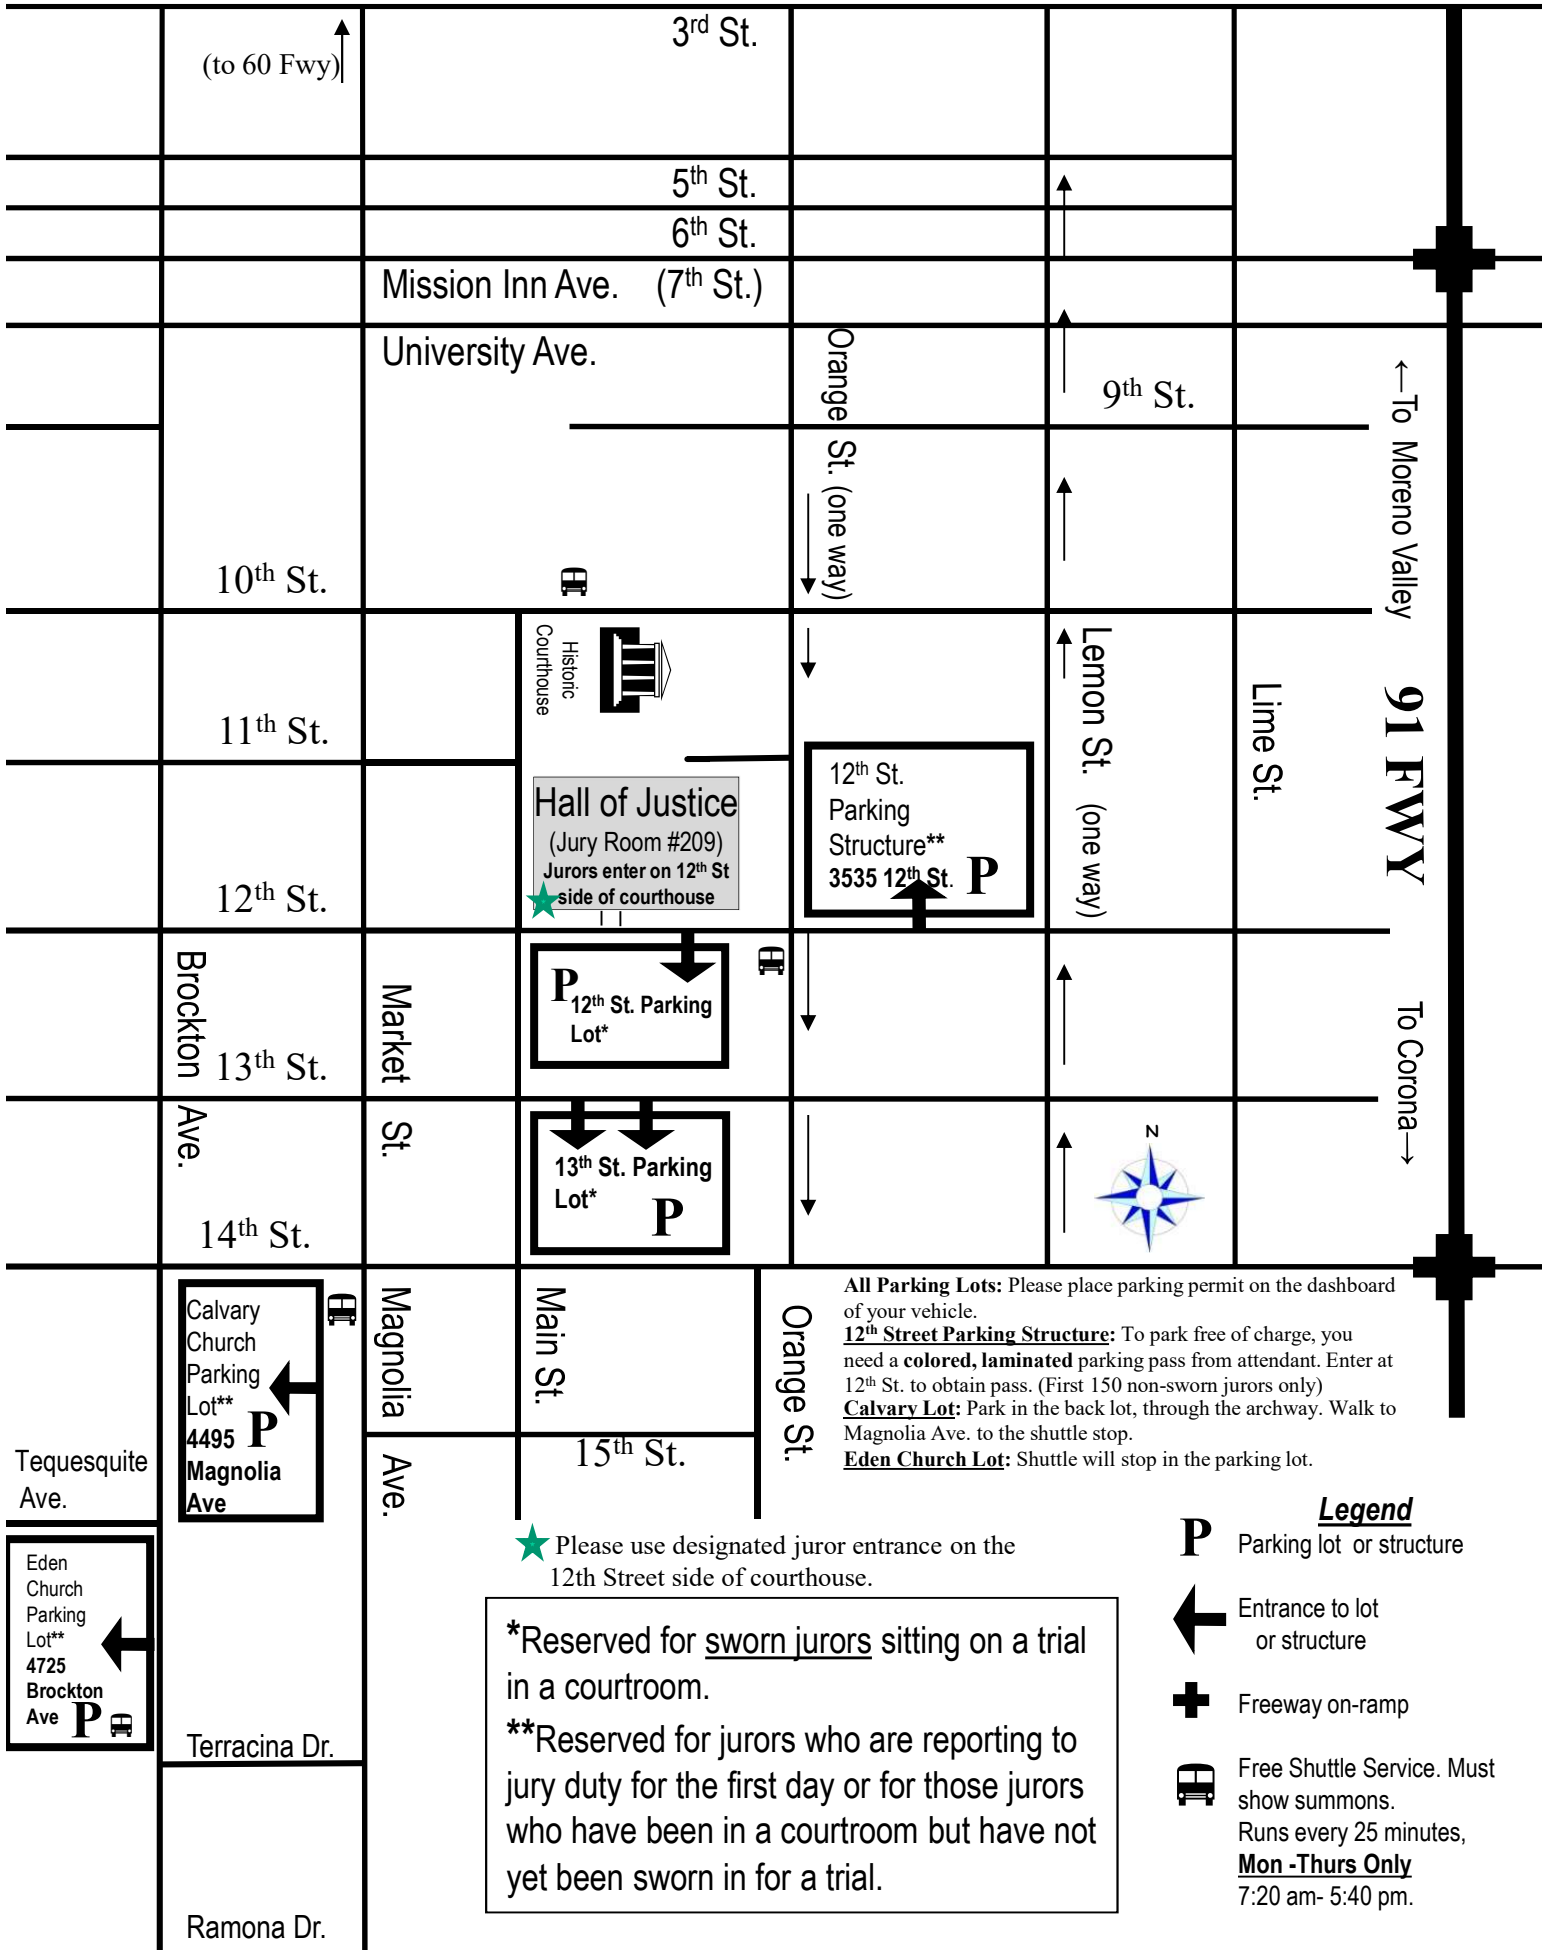 3rd St.
(to 60 Fwy)
5th St.
6th St.
Mission Inn Ave. (7th St.)
University Ave.
Orange St. (one way)
9th St.
←To Moreno Valley
10th St.
Historic
Courthouse
Lemon St. (one way)
Lime St.
91 FWY
11th St.
12th St.
Parking
Structure**
3535 12th St.
P
Hall of Justice
(Jury Room #209)
Jurors enter on 12th St
side of courthouse
12th St.
Brockton Ave.
Market St.
P
12th St. Parking
Lot*
To Corona→
13th St.
13th St. Parking
Lot*
P
N
14th St.
Calvary
Church
Parking
Lot**
4495
P
Magnolia
Ave
Magnolia Ave.
Main St.
Orange St.
15th St.
All Parking Lots: Please place parking permit on the dashboard
of your vehicle.
12th Street Parking Structure: To park free of charge, you
need a colored, laminated parking pass from attendant. Enter at
12th St. to obtain pass. (First 150 non-sworn jurors only)
Calvary Lot: Park in the back lot, through the archway. Walk to
Magnolia Ave. to the shuttle stop.
Eden Church Lot: Shuttle will stop in the parking lot.
Tequesquite
Ave.
Eden
Church
Parking
Lot**
4725
Brockton
Ave P
Terracina Dr.
Ramona Dr.
Please use designated juror entrance on the
12th Street side of courthouse.
*Reserved for sworn jurors sitting on a trial
in a courtroom.
**Reserved for jurors who are reporting to
jury duty for the first day or for those jurors
who have been in a courtroom but have not
yet been sworn in for a trial.
Legend
P Parking lot or structure
Entrance to lot
or structure
Freeway on-ramp
Free Shuttle Service. Must
show summons.
Runs every 25 minutes,
Mon -Thurs Only
7:20 am- 5:40 pm.